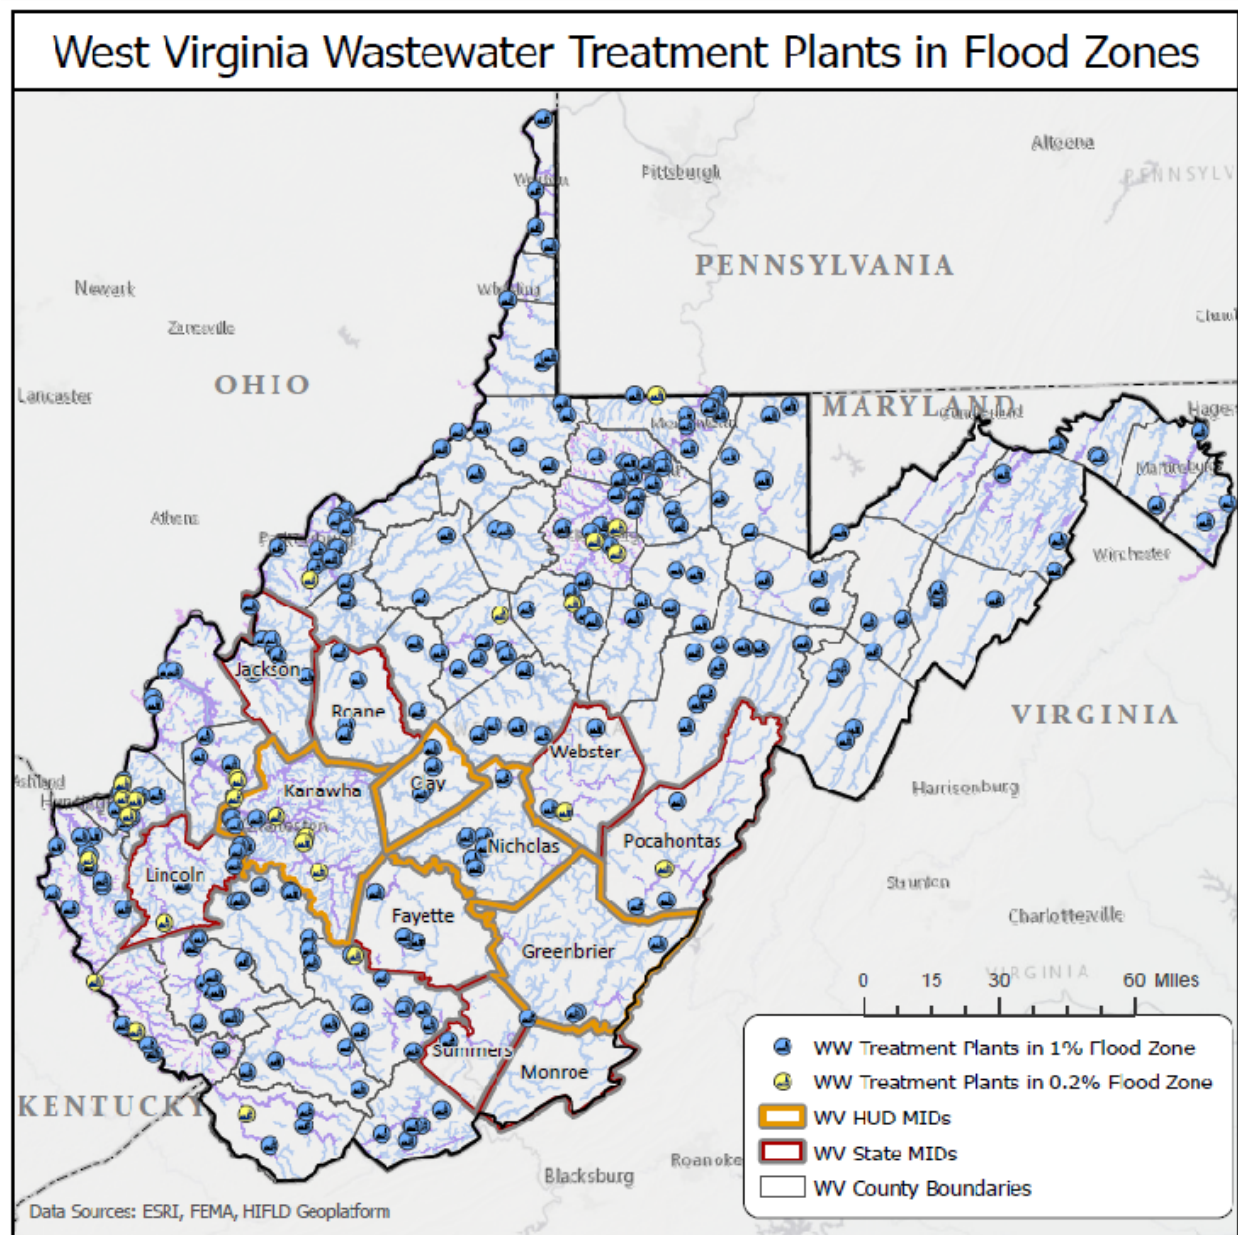 West Virginia Wastewater Treatment Plants in Flood Zones
Altoona
Pittsburgh
PENNSYLV
PENNSYLVANIA
Newark
Zanesville
OHIO
Lancaster
MARYLAND
Athens
Winchester
Jackson
Roane
VIRGINIA
Webster
Ashland
Kanawha
Clay
Harrisonburg
Nicholas
Pocahontas
Lincoln
Staunton
Fayette
Charlottesville
Greenbrier
VIRGINIA
0 15 30 60 Miles
Summers
Monroe
WW Treatment Plants in 1% Flood Zone
WW Treatment Plants in 0.2% Flood Zone
KENTUCKY
WV HUD MIDs
WV State MIDs
Roanoke
Blacksburg
WV County Boundaries
Data Sources: ESRI, FEMA, HIFLD Geoplatform